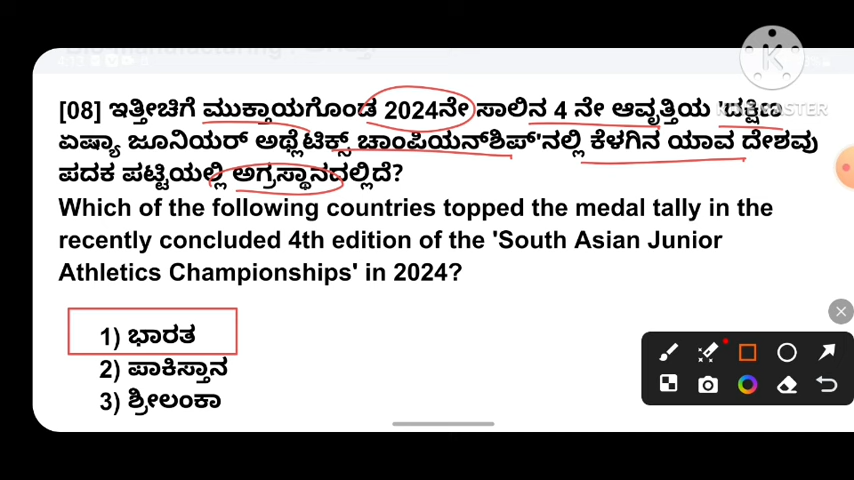 [08] ಇತ್ತೀಚಿಗೆ ಮುಕ್ತಾಯಗೊಂಡ 2024ನೇ ಸಾಲಿನ 4 ನೇ ಆವೃತ್ತಿಯ 'ದಕ್ಷಿಣ
ಏಷ್ಯಾ ಜೂನಿಯರ್ ಅಥ್ಲೆಟಿಕ್ಸ್ ಚಾಂಪಿಯನ್‌ಶಿಪ್'ನಲ್ಲಿ ಕೆಳಗಿನ ಯಾವ ದೇಶವು
ಪದಕ ಪಟ್ಟಿಯಲ್ಲಿ ಅಗ್ರಸ್ಥಾನದಲ್ಲಿದೆ?
Which of the following countries topped the medal tally in the
recently concluded 4th edition of the 'South Asian Junior
Athletics Championships' in 2024?
1) ಭಾರತ
2) ಪಾಕಿಸ್ತಾನ
3) ಶ್ರೀಲಂಕಾ